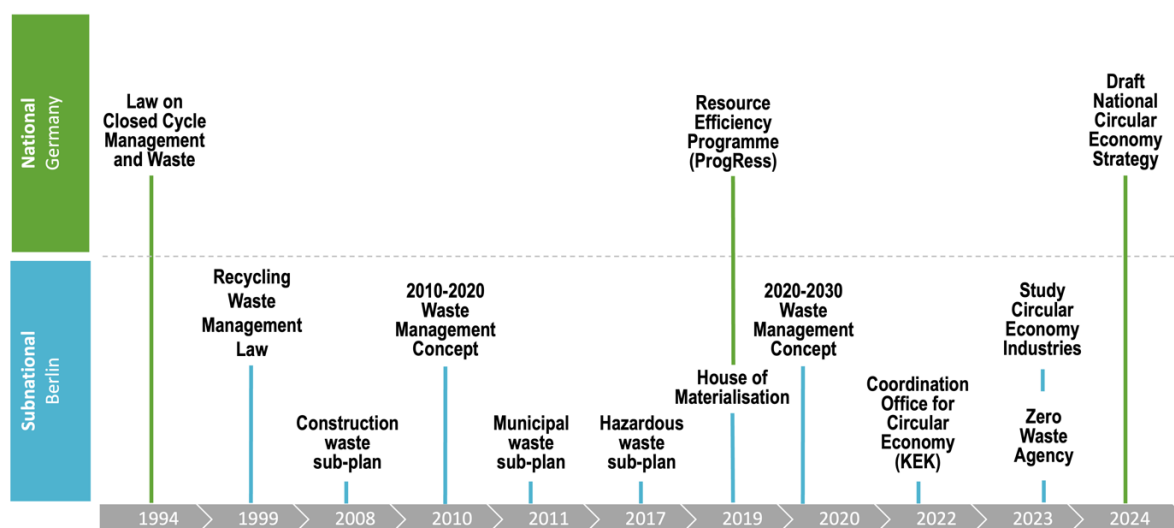 National
Germany
Law on
Closed Cycle
Management
and Waste
Resource
Efficiency
Programme
(ProgRess)
Draft
National
Circular
Economy
Strategy
Subnational
Berlin
Recycling
Waste
Management
Law
Construction
waste
sub-plan
2010-2020
Waste
Management
Concept
Municipal
waste
sub-plan
Hazardous
waste
sub-plan
House of
Materialisation
2020-2030
Waste
Management
Concept
Coordination
Office for
Circular
Economy
(KEK)
Study
Circular
Economy
Industries
Zero
Waste
Agency
1994
1999
2008
2010
2011
2017
2019
2020
2022
2023
2024